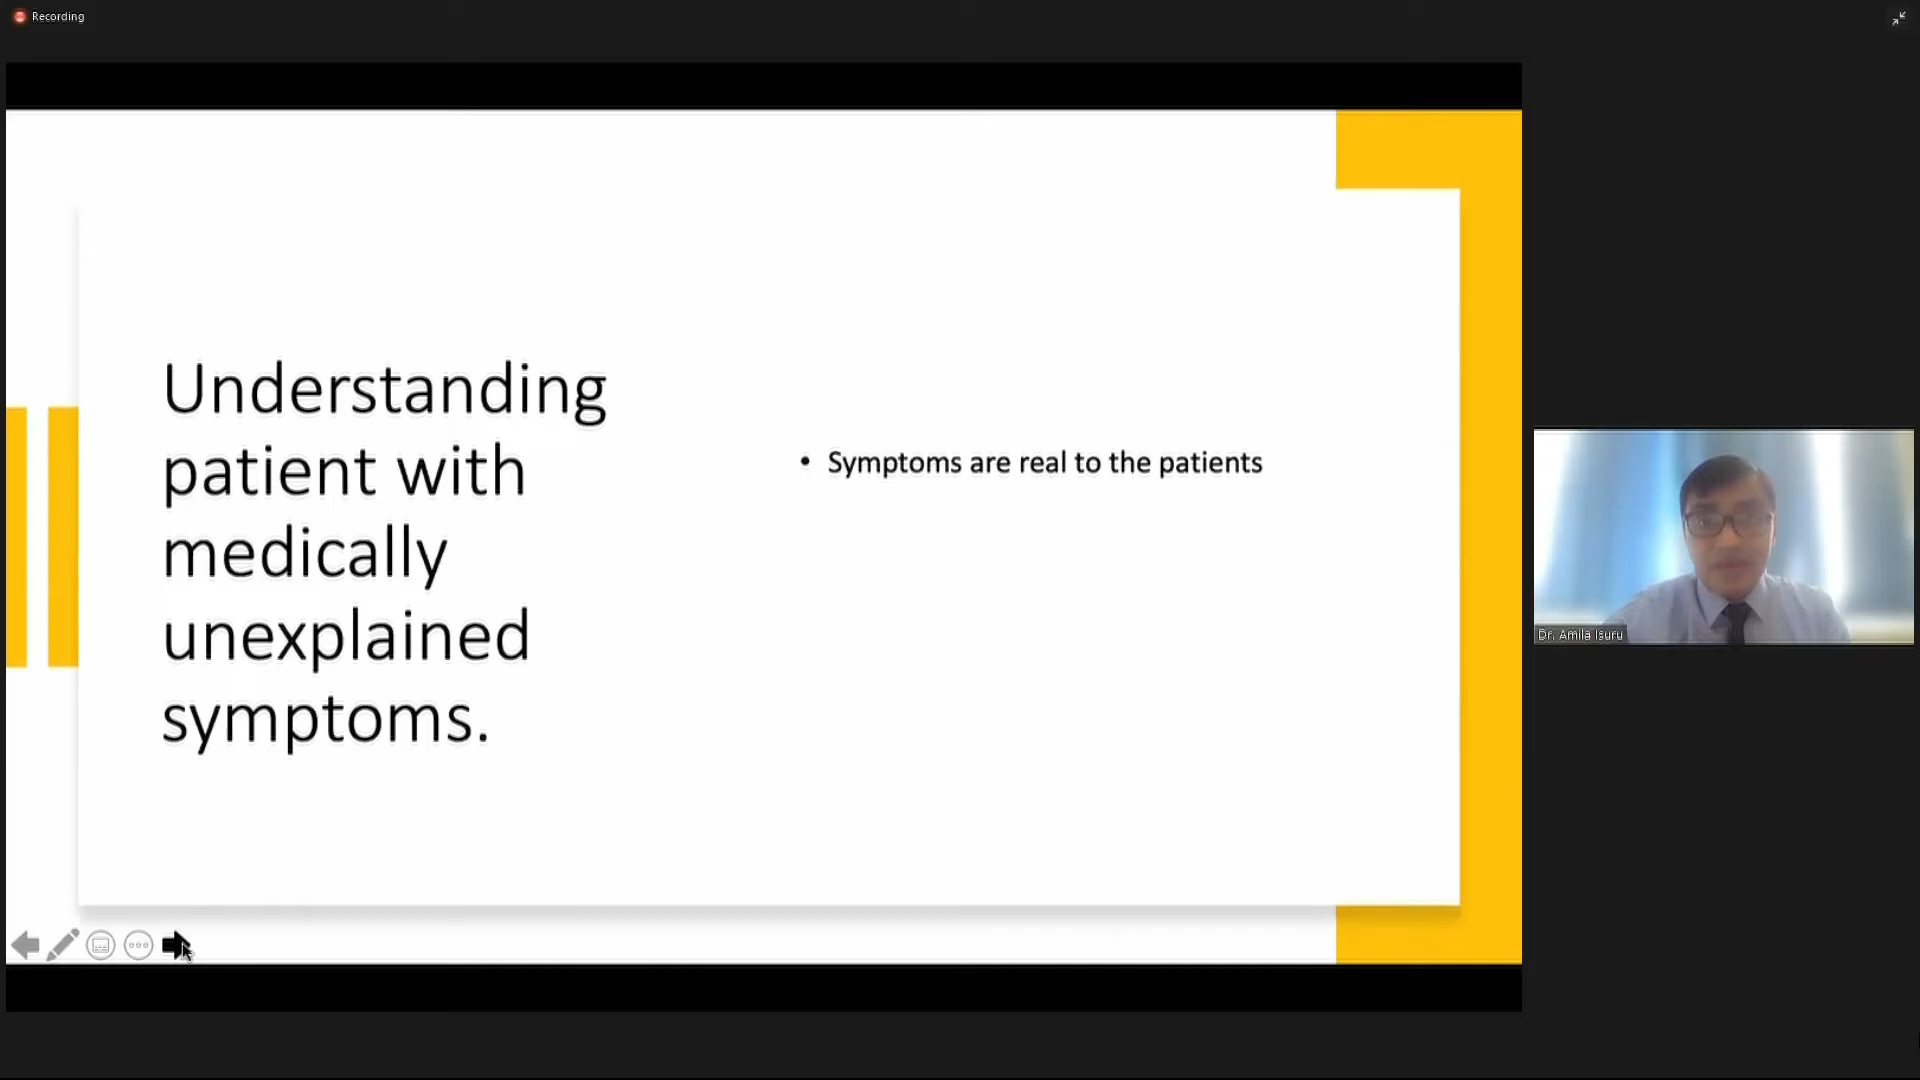 Recording
Understanding
patient with
medically
unexplained
symptoms.
• Symptoms are real to the patients
Dr. Amila Isuru